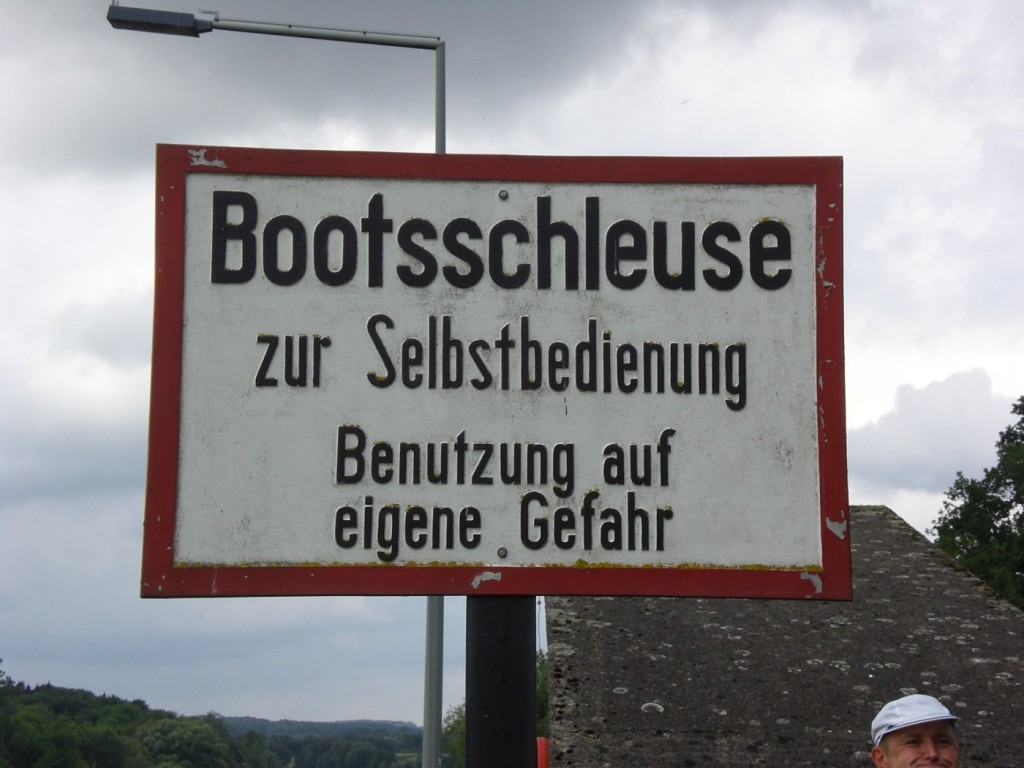 Bootsschleuse
zur Selbstbedienung
Benutzung auf
eigene Gefahr